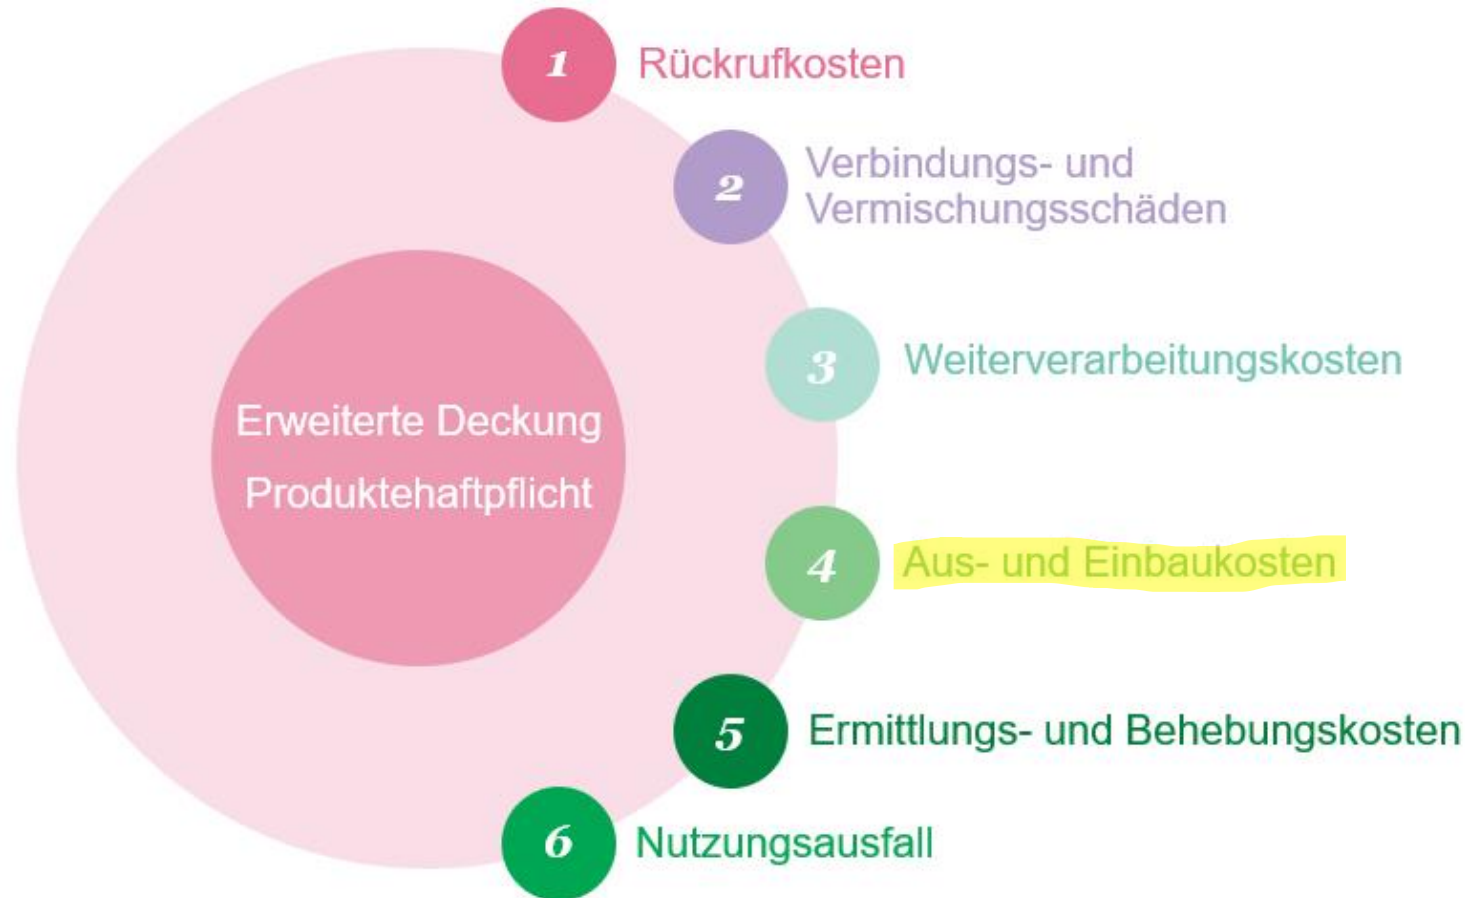 1 Rückrufkosten
2 Verbindungs- und
Vermischungsschäden
3 Weiterverarbeitungskosten
Erweiterte Deckung
Produktehaftpflicht
4 Aus- und Einbaukosten
5 Ermittlungs- und Behebungskosten
6 Nutzungsausfall